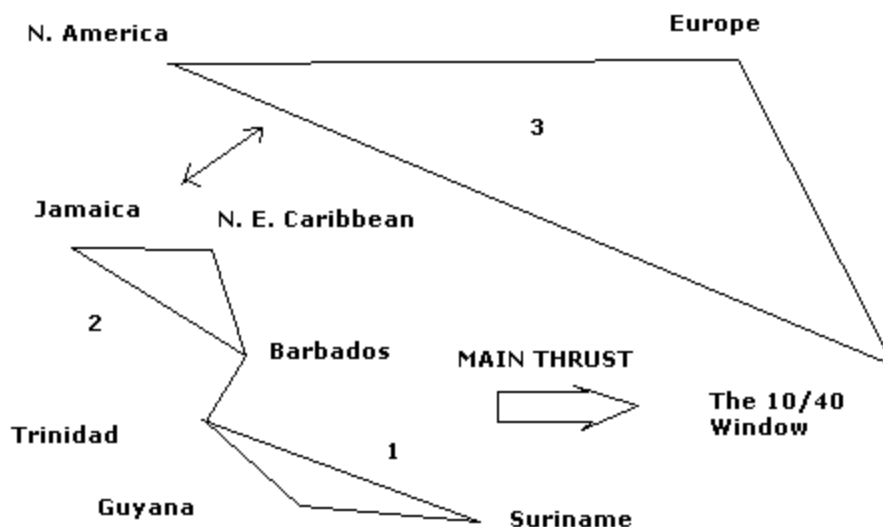 Europe
N. America
3
Jamaica
N. E. Caribbean
2
Barbados
MAIN THRUST
The 10/40
Window
Trinidad
1
Guyana
Suriname